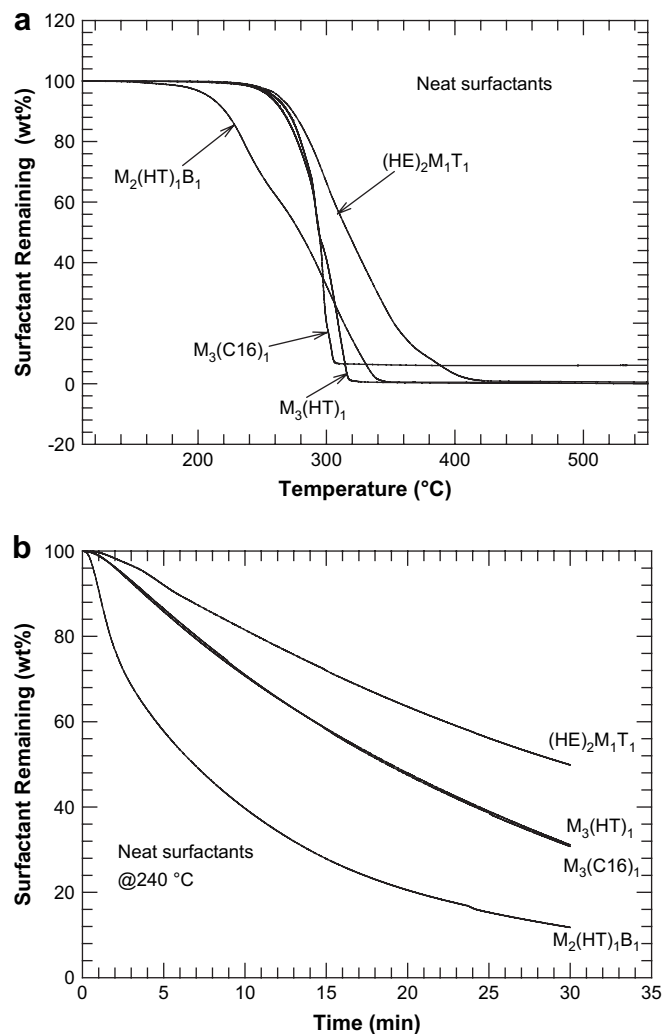 a
120
100
80
60
40
20
0
-20
Surfactant Remaining (wt%)
Neat surfactants
(HE)₂M₁T₁
M₂(HT)₁B₁
M₃(C16)₁
M₃(HT)₁
200 300 400 500
Temperature (°C)
b
100
80
60
40
20
0
Surfactant Remaining (wt%)
(HE)₂M₁T₁
M₃(HT)₁
M₃(C16)₁
M₂(HT)₁B₁
Neat surfactants
@240 °C
0 5 10 15 20 25 30 35
Time (min)